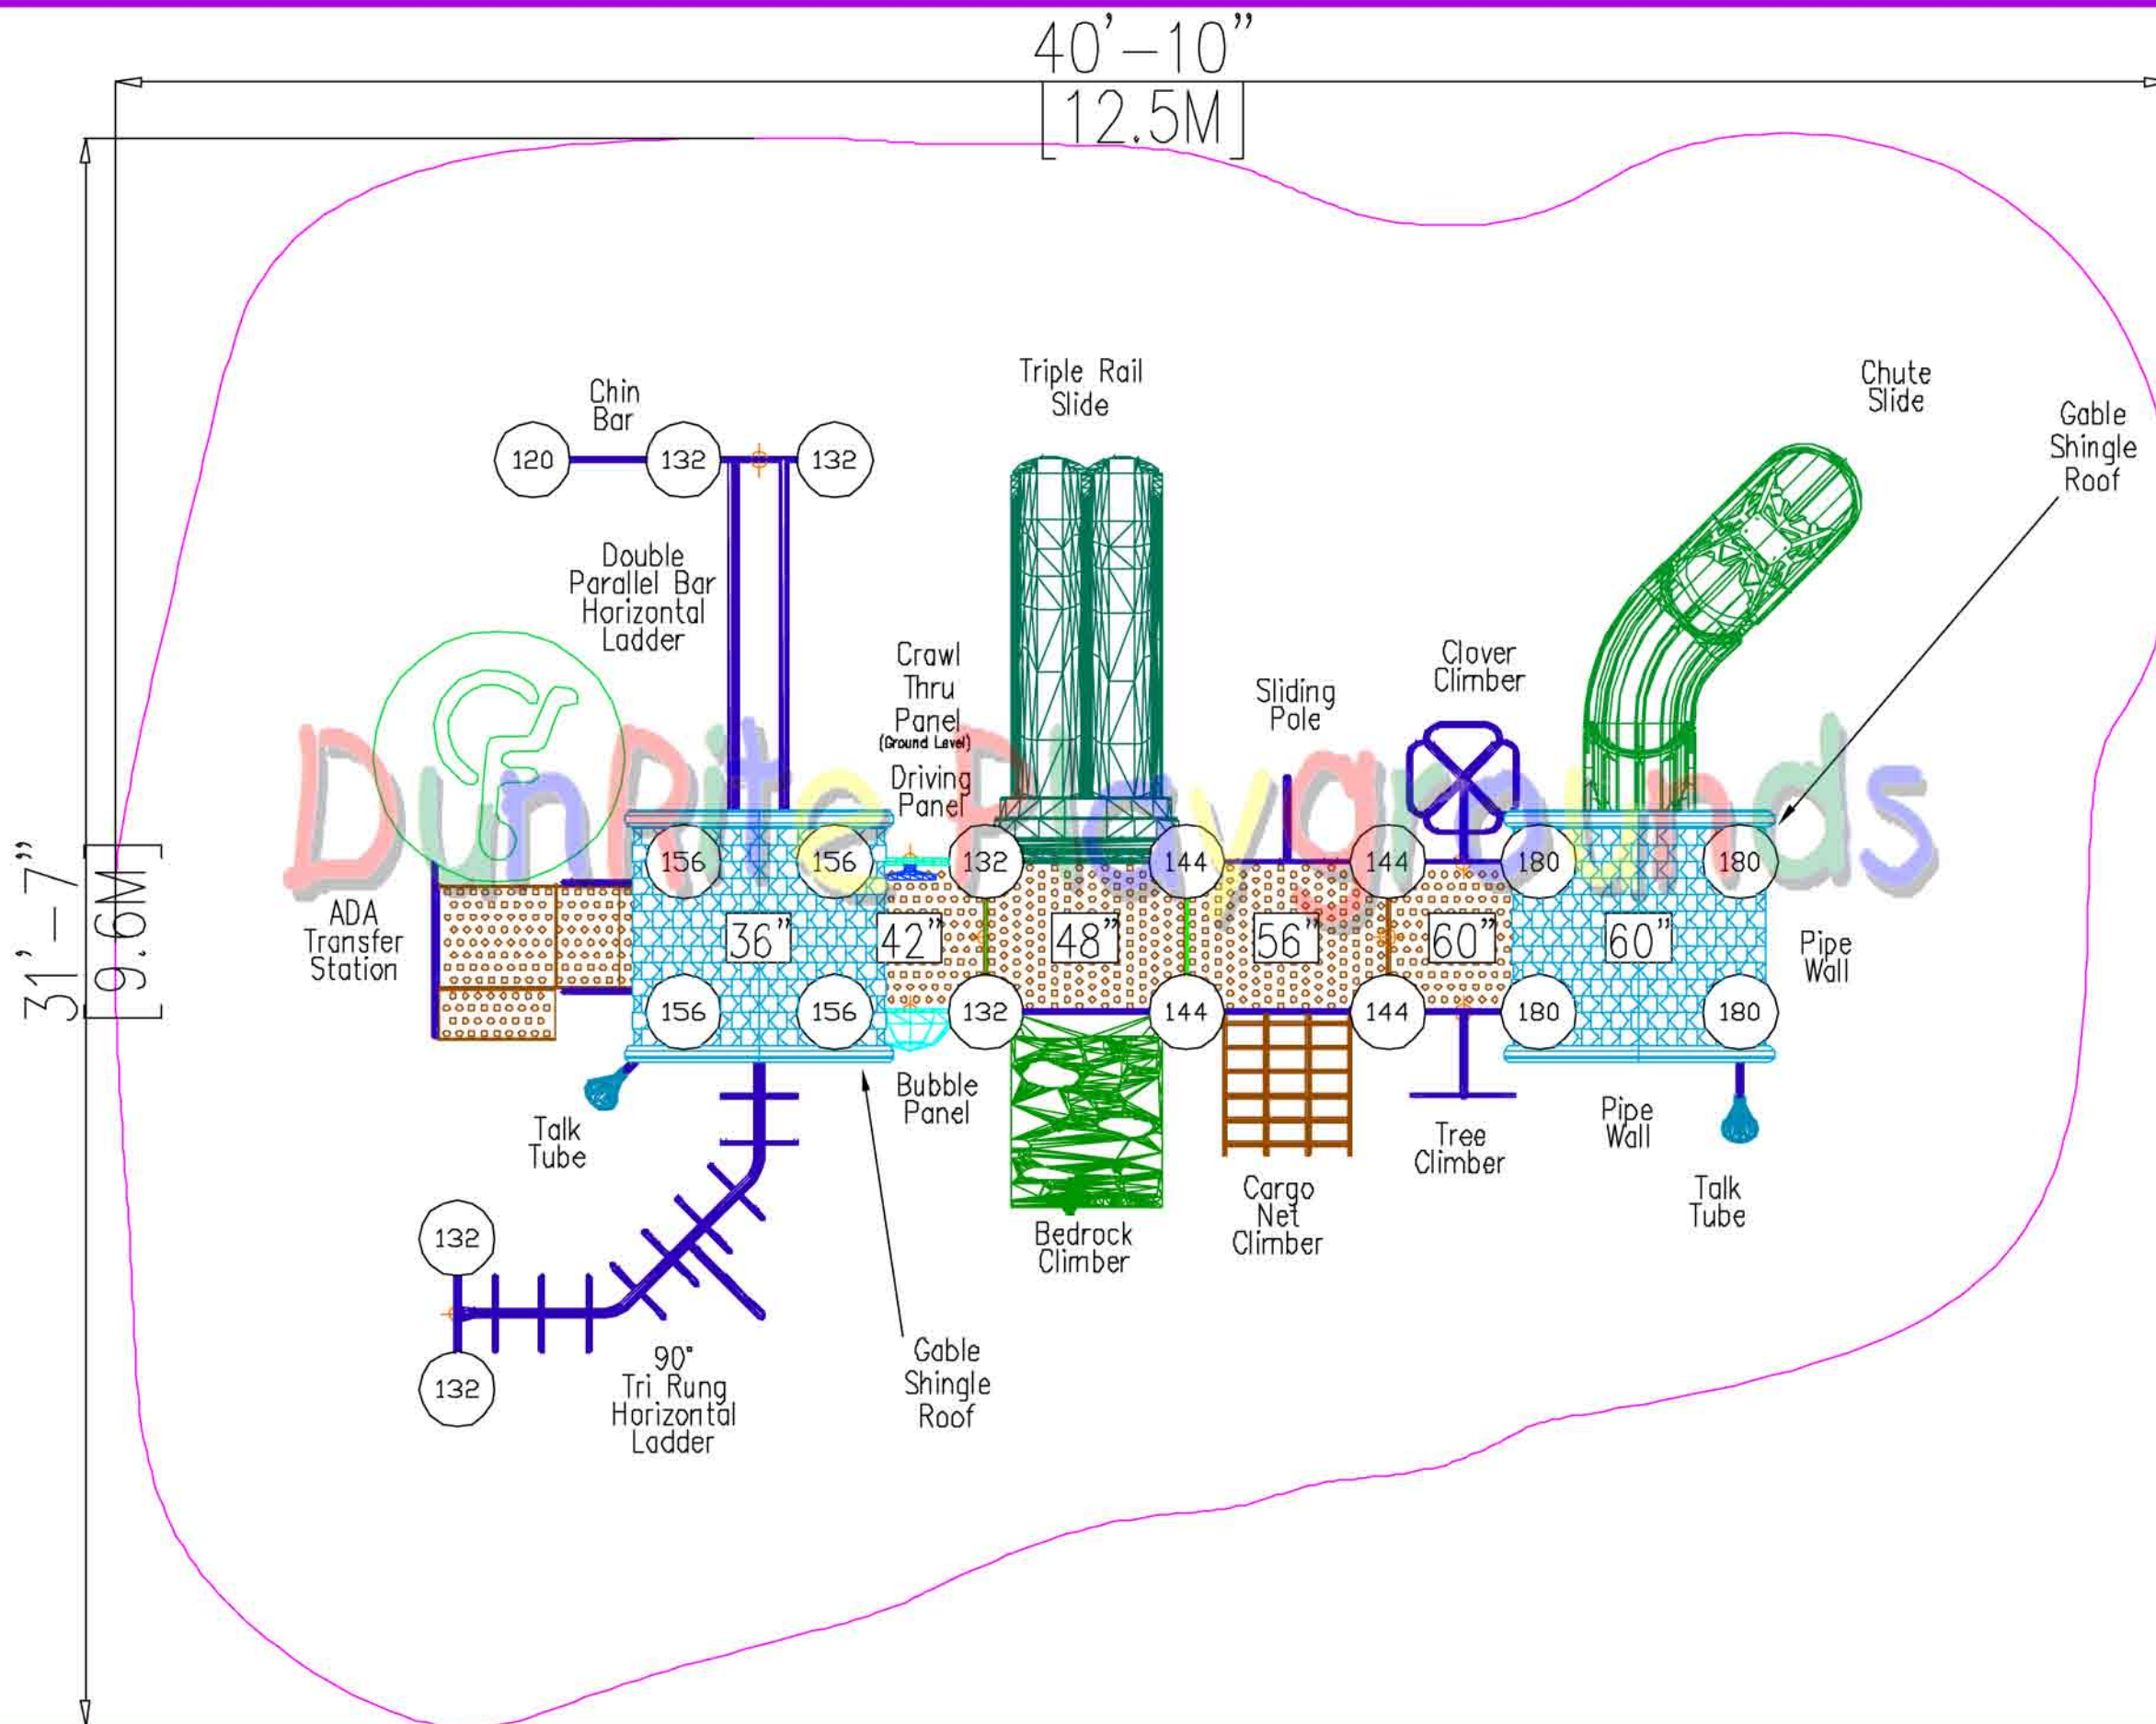 40'-10"
[12.5M]
31'-7"
[9.6M]
Chin
Bar
120
132
132
Triple Rail
Slide
Chute
Slide
Gable
Shingle
Roof
Double
Parallel Bar
Horizontal
Ladder
Crawl
Thru
Panel
(Ground Level)
Driving
Panel
Sliding
Pole
Clover
Climber
DunRite Playgrounds
156
156
132
144
144
180
180
ADA
Transfer
Station
36"
42"
48"
56"
60"
60"
Pipe
Wall
156
156
132
144
144
180
180
Talk
Tube
Bubble
Panel
Tree
Climber
Pipe
Wall
Talk
Tube
Bedrock
Climber
Cargo
Net
Climber
132
132
90°
Tri Rung
Horizontal
Ladder
Gable
Shingle
Roof